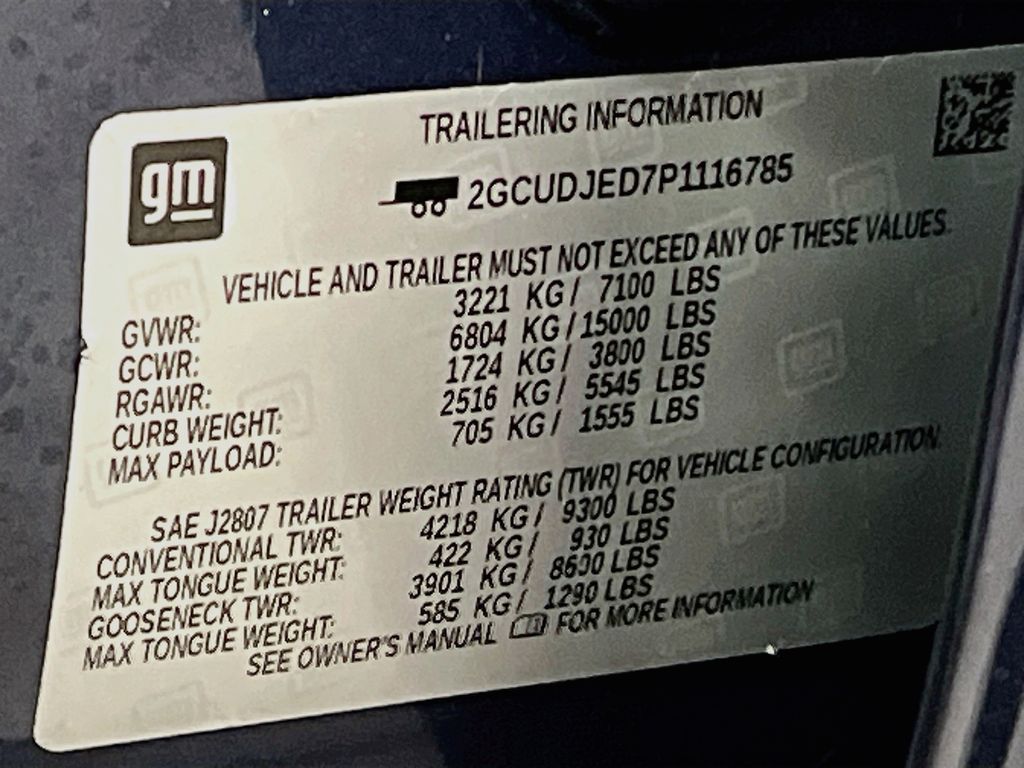 gm
TRAILERING INFORMATION
2GCUDJED7P1116785
VEHICLE AND TRAILER MUST NOT EXCEED ANY OF THESE VALUES.
GVWR: 3221 KG / 7100 LBS
GCWR: 6804 KG / 15000 LBS
RGAWR: 1724 KG / 3800 LBS
CURB WEIGHT: 2516 KG / 5545 LBS
MAX PAYLOAD: 705 KG / 1555 LBS
SAE J2807 TRAILER WEIGHT RATING (TWR) FOR VEHICLE CONFIGURATION.
CONVENTIONAL TWR: 4218 KG / 9300 LBS
MAX TONGUE WEIGHT: 422 KG / 930 LBS
GOOSENECK TWR: 3901 KG / 8600 LBS
MAX TONGUE WEIGHT: 585 KG / 1290 LBS
SEE OWNER'S MANUAL FOR MORE INFORMATION